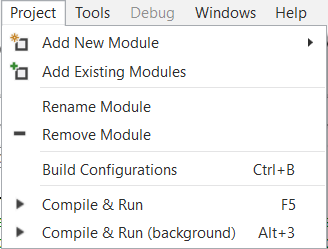 Project Tools Debug Windows Help
Add New Module
Add Existing Modules
Rename Module
Remove Module
Build Configurations Ctrl+B
Compile & Run F5
Compile & Run (background) Alt+3